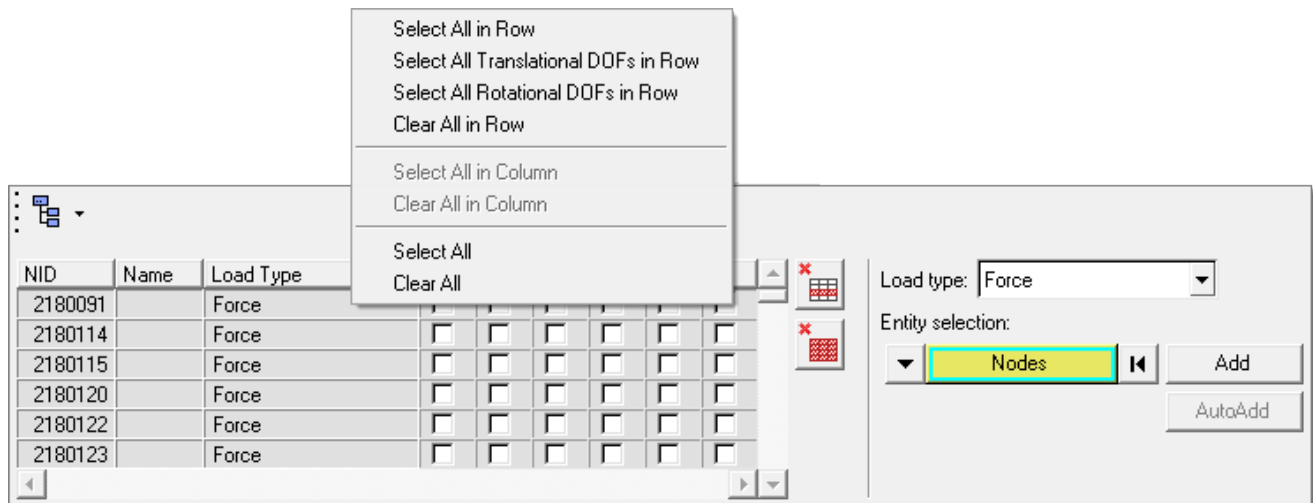 Select All in Row
Select All Translational DOFs in Row
Select All Rotational DOFs in Row
Clear All in Row
Select All in Column
Clear All in Column
Select All
Clear All
NID Name Load Type
2180091 Force
2180114 Force
2180115 Force
2180120 Force
2180122 Force
2180123 Force
Load type: Force
Entity selection:
Nodes Add
AutoAdd